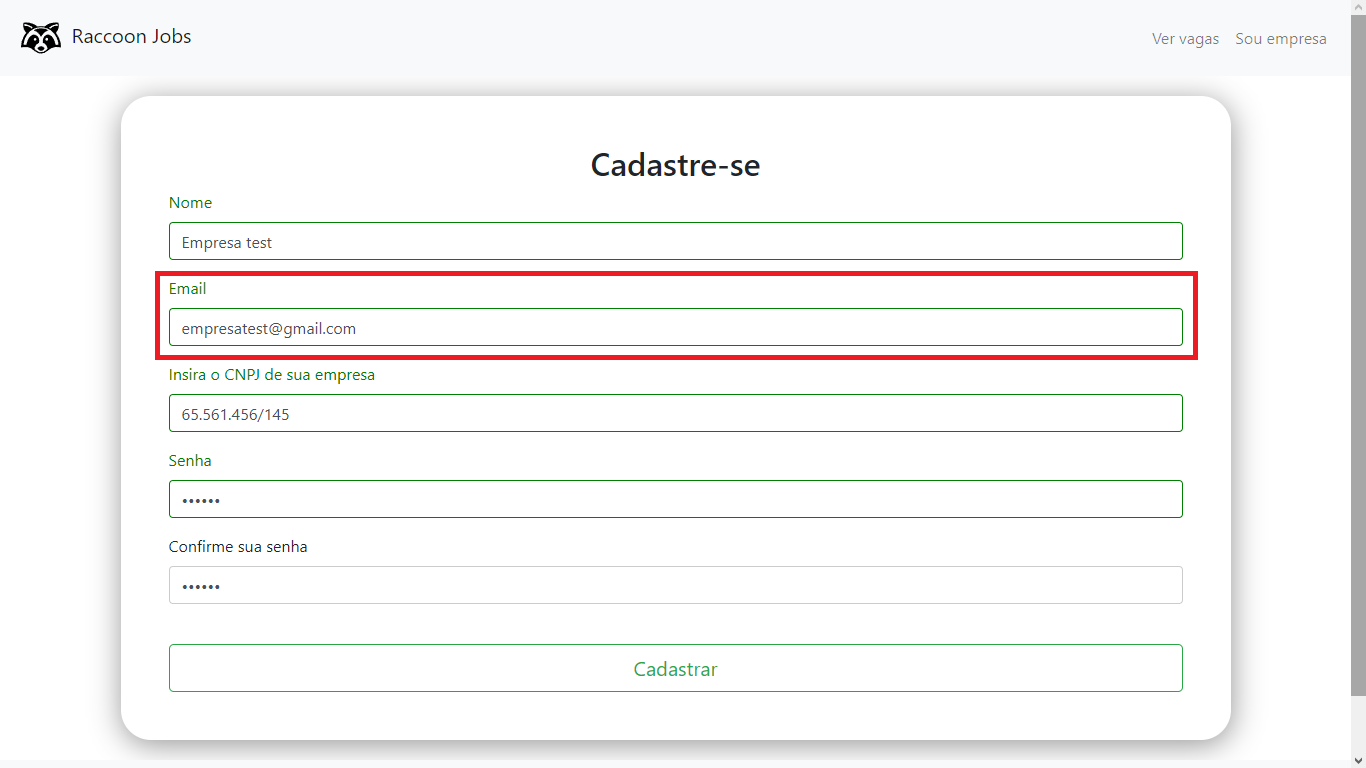 Raccoon Jobs
Ver vagas
Sou empresa
Cadastre-se
Nome
Empresa test
Email
empresatest@gmail.com
Insira o CNPJ de sua empresa
65.561.456/145
Senha
••••••
Confirme sua senha
••••••
Cadastrar